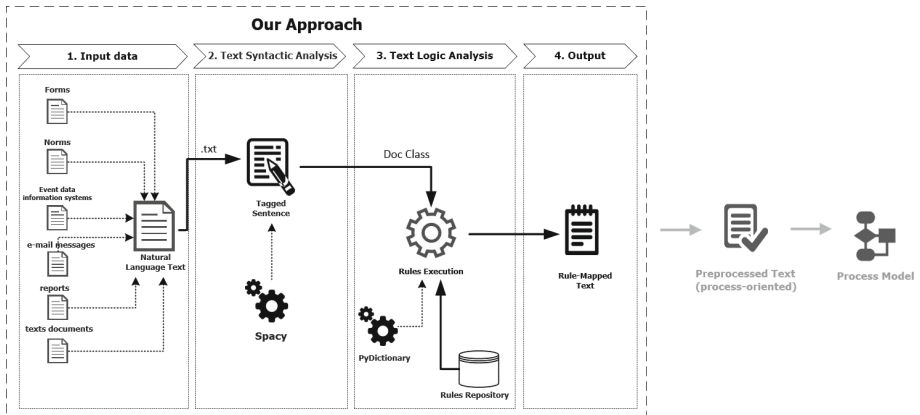 Our Approach
1. Input data
2. Text Syntactic Analysis
3. Text Logic Analysis
4. Output
Forms
Norms
Event data
information systems
e-mail messages
reports
texts documents
Natural
Language Text
.txt
Tagged
Sentence
Spacy
Doc Class
Rules Execution
PyDictionary
Rules Repository
Rule-Mapped
Text
Preprocessed Text
(process-oriented)
Process Model